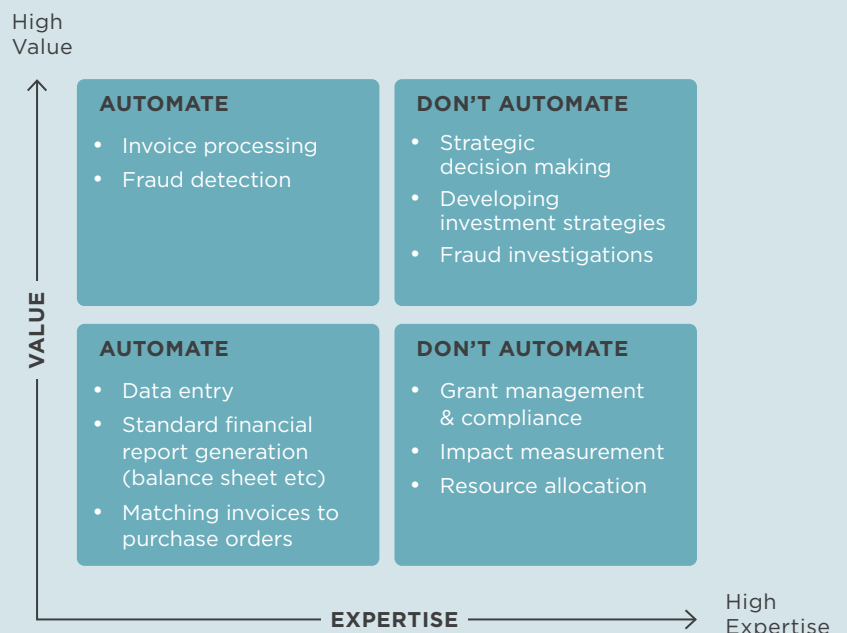 High
Value
AUTOMATE
• Invoice processing
• Fraud detection
DON'T AUTOMATE
• Strategic
decision making
• Developing
investment strategies
• Fraud investigations
VALUE
AUTOMATE
• Data entry
• Standard financial
report generation
(balance sheet etc)
• Matching invoices to
purchase orders
DON'T AUTOMATE
• Grant management
& compliance
• Impact measurement
• Resource allocation
EXPERTISE
High
Expertise